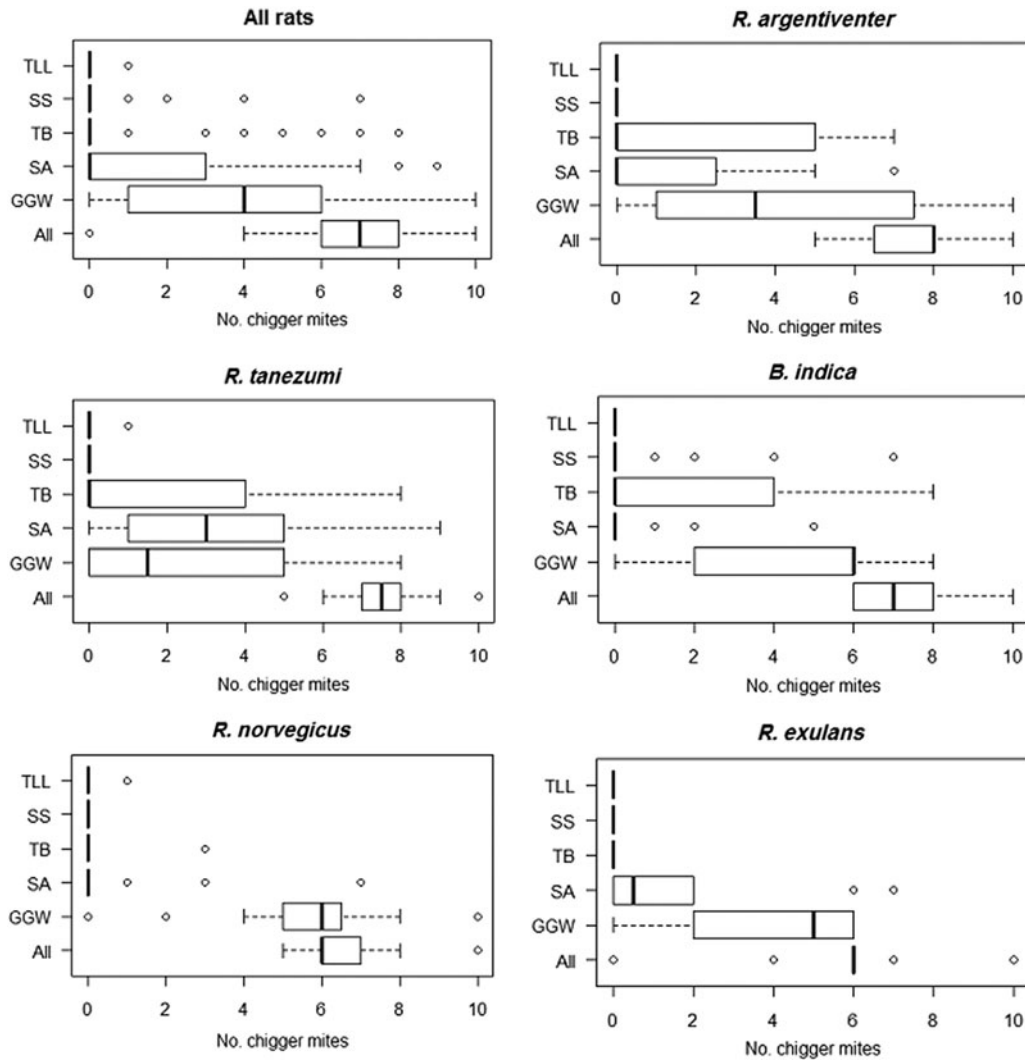 All rats
TLL
SS
TB
SA
GGW
All
0 2 4 6 8 10
No. chigger mites
R. argentiventer
TLL
SS
TB
SA
GGW
All
0 2 4 6 8 10
No. chigger mites
R. tanezumi
TLL
SS
TB
SA
GGW
All
0 2 4 6 8 10
No. chigger mites
B. indica
TLL
SS
TB
SA
GGW
All
0 2 4 6 8 10
No. chigger mites
R. norvegicus
TLL
SS
TB
SA
GGW
All
0 2 4 6 8 10
No. chigger mites
R. exulans
TLL
SS
TB
SA
GGW
All
0 2 4 6 8 10
No. chigger mites